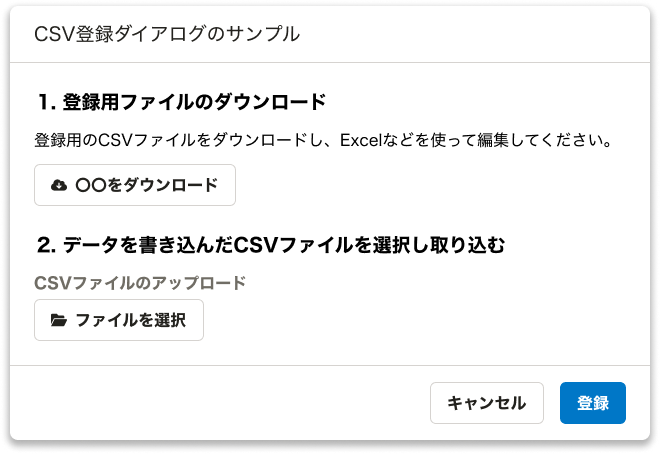 CSV登録ダイアログのサンプル
1. 登録用ファイルのダウンロード
登録用のCSVファイルをダウンロードし、Excelなどを使って編集してください。
〇〇をダウンロード
2. データを書き込んだCSVファイルを選択し取り込む
CSVファイルのアップロード
ファイルを選択
キャンセル
登録